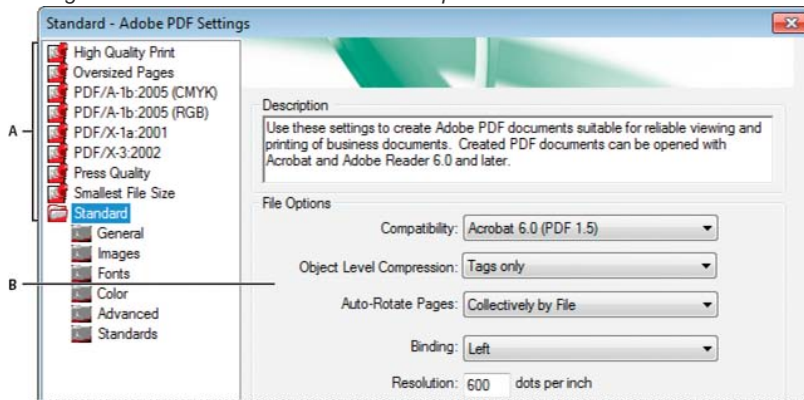 Standard - Adobe PDF Settings
High Quality Print
Oversized Pages
PDF/A-1b:2005 (CMYK)
PDF/A-1b:2005 (RGB)
PDF/X-1a:2001
PDF/X-3:2002
Press Quality
Smallest File Size
Standard
General
Images
Fonts
Color
Advanced
Standards
A
B
Description
Use these settings to create Adobe PDF documents suitable for reliable viewing and
printing of business documents. Created PDF documents can be opened with
Acrobat and Adobe Reader 6.0 and later.
File Options
Compatibility: Acrobat 6.0 (PDF 1.5)
Object Level Compression: Tags only
Auto-Rotate Pages: Collectively by File
Binding: Left
Resolution: 600 dots per inch